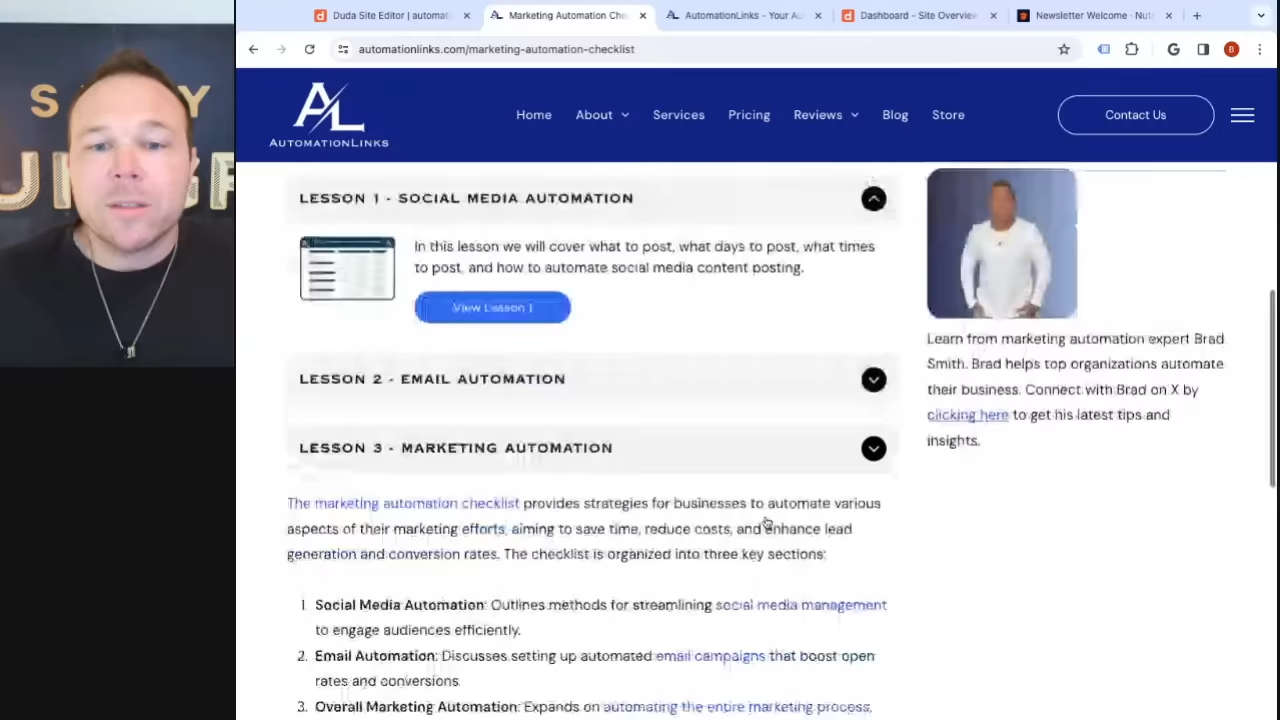 Duda Site Editor | automat
Marketing Automation Che
AutomationLinks – Your Au
Dashboard - Site Overview
Newsletter Welcome - Nutr
automationlinks.com/marketing-automation-checklist
B
AL
AUTOMATIONLINKS
Home
About
Services
Pricing
Reviews
Blog
Store
Contact Us
LESSON 1 - SOCIAL MEDIA AUTOMATION
In this lesson we will cover what to post, what days to post, what times
to post, and how to automate social media content posting.
View Lesson 1
LESSON 2 - EMAIL AUTOMATION
LESSON 3 - MARKETING AUTOMATION
The marketing automation checklist provides strategies for businesses to automate various
aspects of their marketing efforts, aiming to save time, reduce costs, and enhance lead
generation and conversion rates. The checklist is organized into three key sections:
1. Social Media Automation: Outlines methods for streamlining social media management
to engage audiences efficiently.
2. Email Automation: Discusses setting up automated email campaigns that boost open
rates and conversions.
3. Overall Marketing Automation: Expands on automating the entire marketing process,
Learn from marketing automation expert Brad
Smith. Brad helps top organizations automate
their business. Connect with Brad on X by
clicking here to get his latest tips and
insights.